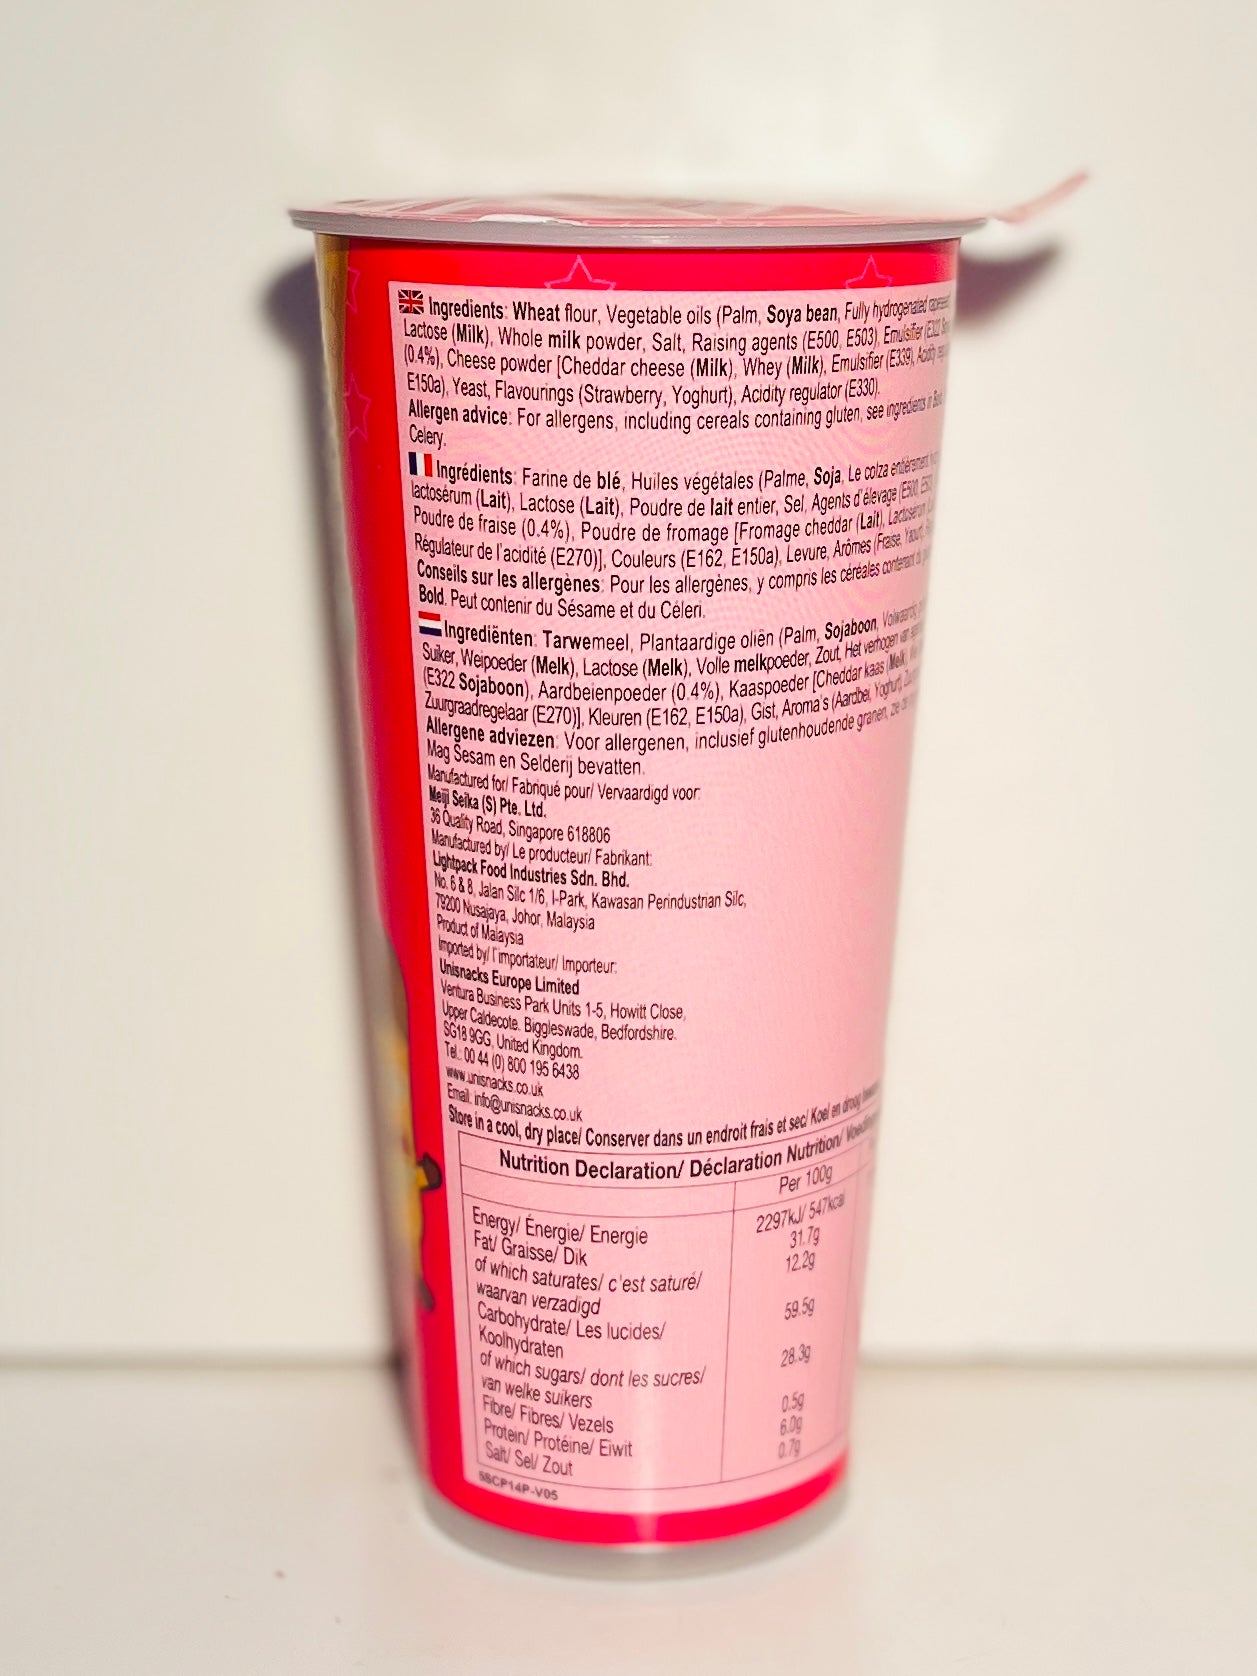 Ingredients: Wheat flour, Vegetable oils (Palm, Soya bean, Fully hydrogenated
Lactose (Milk), Whole milk powder, Salt, Raising agents (E500, E503), Emulsifier (E322
(0.4%), Cheese powder [Cheddar cheese (Milk), Whey (Milk), Emulsifier (E339), Acidity
E150a), Yeast, Flavourings (Strawberry, Yoghurt), Acidity regulator (E330).
Allergen advice: For allergens, including cereals containing gluten, see ingredients in Bold.
Celery.
Ingrédients: Farine de blé, Huiles végétales (Palme, Soja, Le colza entièrement
lactosérum (Lait), Lactose (Lait), Poudre de lait entier, Sel, Agents d'élevage (E500,
Poudre de fraise (0.4%), Poudre de fromage [Fromage cheddar (Lait), Lactosérum
Régulateur de l'acidité (E270)], Couleurs (E162, E150a), Levure, Arômes (Fraise, Yaourt),
Conseils sur les allergènes: Pour les allergènes, y compris les céréales contenant du
Bold. Peut contenir du Sésame et du Céleri.
Ingrediënten: Tarwemeel, Plantaardige oliën (Palm, Sojaboon, Volwaardig,
Suiker, Weipoeder (Melk), Lactose (Melk), Volle melkpoeder, Zout, Het verhogen van
(E322 Sojaboon), Aardbeienpoeder (0.4%), Kaaspoeder [Cheddar kaas (Melk),
Zuurgraadregelaar (E270)], Kleuren (E162, E150a), Gist, Aroma's (Aardbei, Yoghurt),
Allergene adviezen: Voor allergenen, inclusief glutenhoudende granen, zie de
Mag Sesam en Selderij bevatten.
Manufactured for/ Fabriqué pour/ Vervaardigd voor:
Meiji Seika (S) Pte. Ltd.
36 Quality Road, Singapore 618806
Manufactured by/ Le producteur/ Fabrikant:
Lightpack Food Industries Sdn. Bhd.
No. 6 & 8, Jalan Silc 1/6, I-Park, Kawasan Perindustrian Silc,
79200 Nusajaya, Johor, Malaysia
Product of Malaysia
Imported by/ l'importateur/ Importeur:
Unisnacks Europe Limited
Ventura Business Park Units 1-5, Howitt Close,
Upper Caldecote. Biggleswade, Bedfordshire.
SG18 9GG, United Kingdom.
Tel.: 00 44 (0) 800 195 6438
www.unisnacks.co.uk
Email: info@unisnacks.co.uk
Store in a cool, dry place/ Conserver dans un endroit frais et sec/ Koel en droog
Nutrition Declaration/ Déclaration Nutrition/
Per 100g
Energy/ Énergie/ Energie 2297kJ/ 547kcal
Fat/ Graisse/ Dik 31.7g
of which saturates/ c'est saturé/ 12.2g
waarvan verzadigd
Carbohydrate/ Les lucides/ 59.5g
Koolhydraten
of which sugars/ dont les sucres/ 28.3g
van welke suikers
Fibre/ Fibres/ Vezels 0.5g
Protein/ Protéine/ Eiwit 6.0g
Salt/ Sel/ Zout 0.7g
SSCP14P-V05